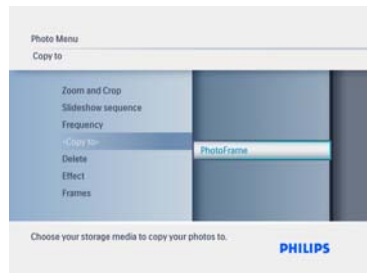 Photo Menu
Copy to
Zoom and Crop
Slideshow sequence
Frequency
<Copy to>
Delete
Effect
Frames
PhotoFrame
Choose your storage media to copy your photos to.
PHILIPS